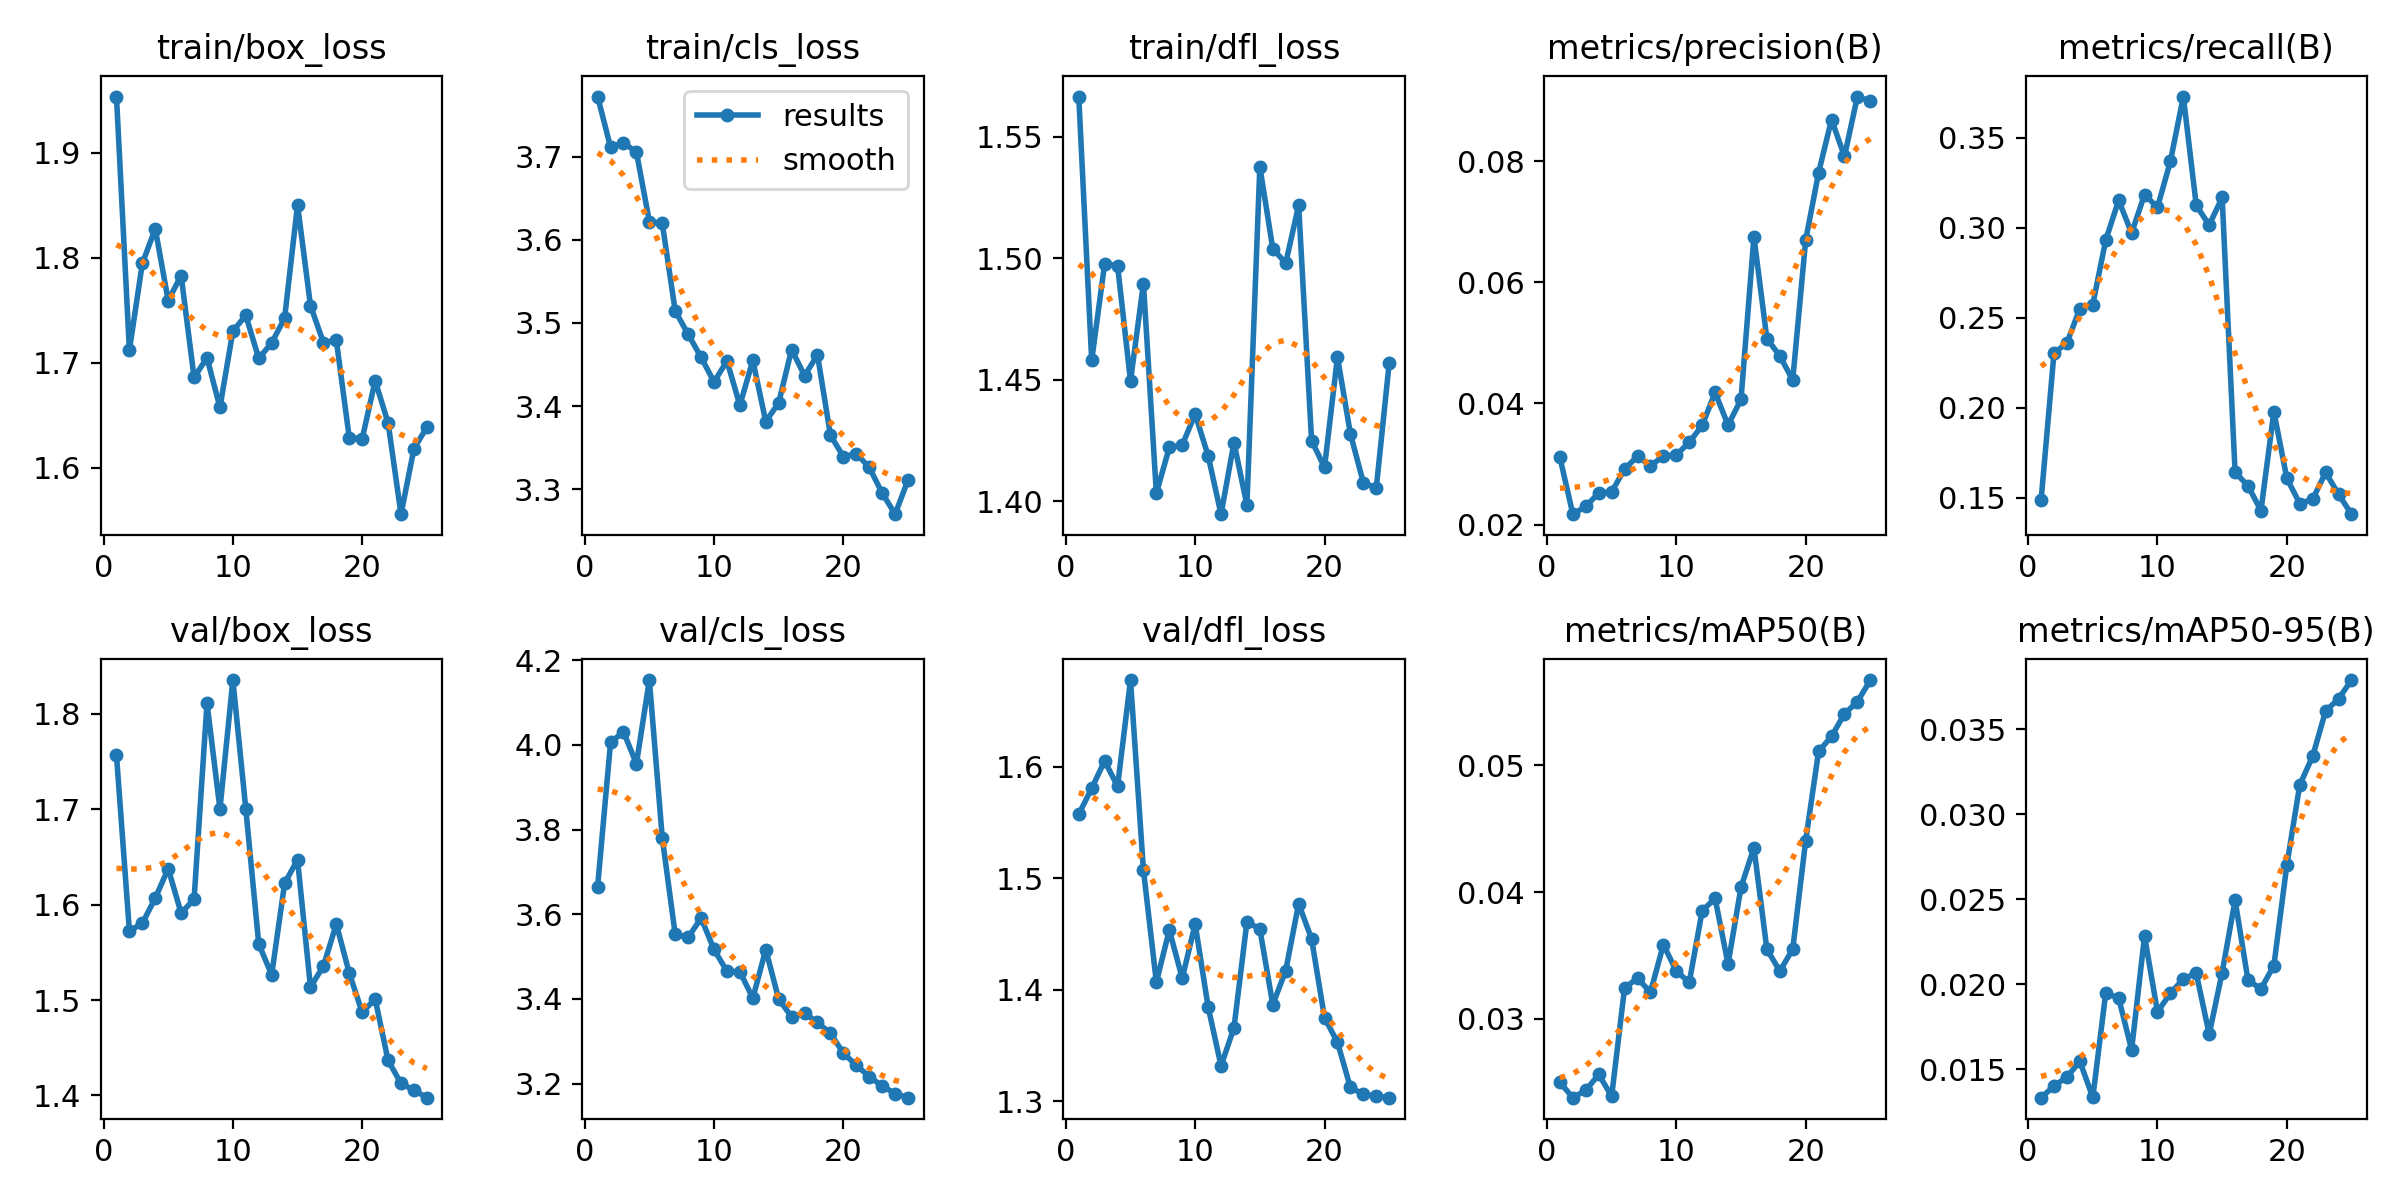 train/box_loss
1.9
1.8
1.7
1.6
0 10 20
train/cls_loss
results
smooth
3.7
3.6
3.5
3.4
3.3
0 10 20
train/dfl_loss
1.55
1.50
1.45
1.40
0 10 20
metrics/precision(B)
0.08
0.06
0.04
0.02
0 10 20
metrics/recall(B)
0.35
0.30
0.25
0.20
0.15
0 10 20
val/box_loss
1.8
1.7
1.6
1.5
1.4
0 10 20
val/cls_loss
4.2
4.0
3.8
3.6
3.4
3.2
0 10 20
val/dfl_loss
1.6
1.5
1.4
1.3
0 10 20
metrics/mAP50(B)
0.05
0.04
0.03
0 10 20
metrics/mAP50-95(B)
0.035
0.030
0.025
0.020
0.015
0 10 20